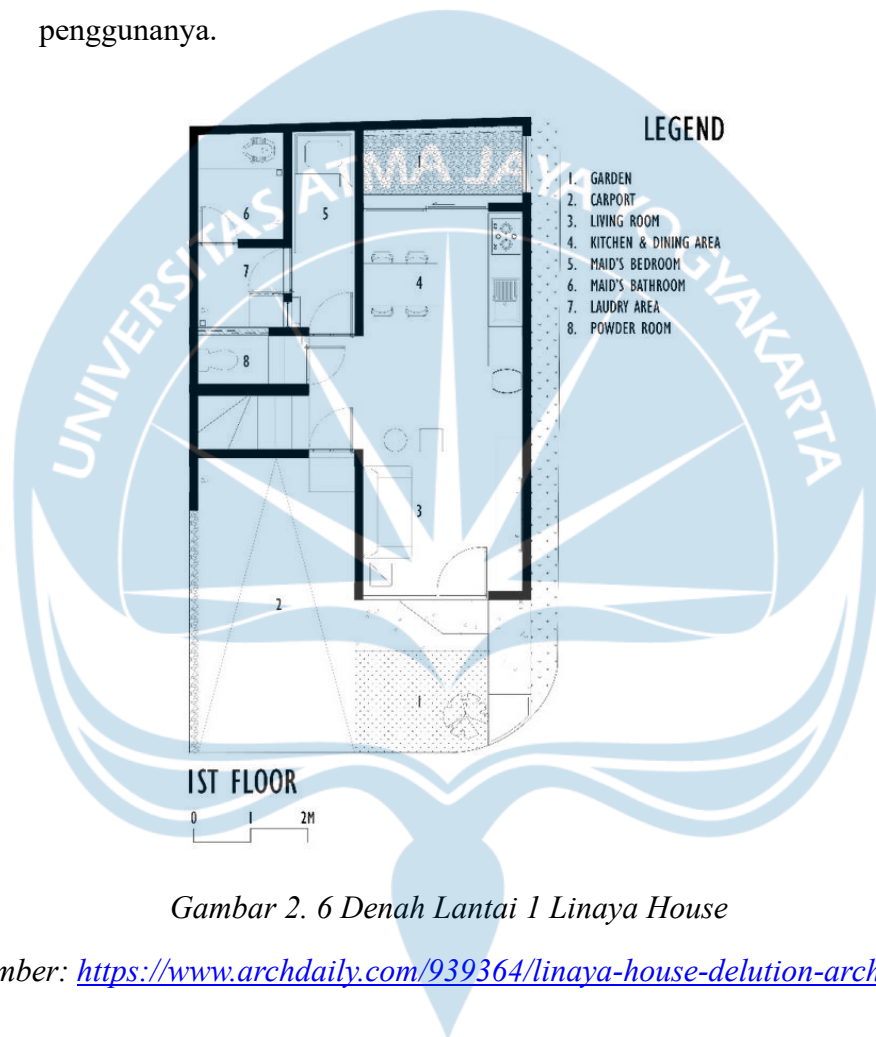 penggunanya.
LEGEND
1. GARDEN
2. CARPORT
3. LIVING ROOM
4. KITCHEN & DINING AREA
5. MAID'S BEDROOM
6. MAID'S BATHROOM
7. LAUDRY AREA
8. POWDER ROOM
1
6
5
7
4
8
3
2
1
1ST FLOOR
0 1 2M
UNIVERSITAS ATMA JAYA YOGYAKARTA
Gambar 2. 6 Denah Lantai 1 Linaya House
mber: https://www.archdaily.com/939364/linaya-house-delution-arch